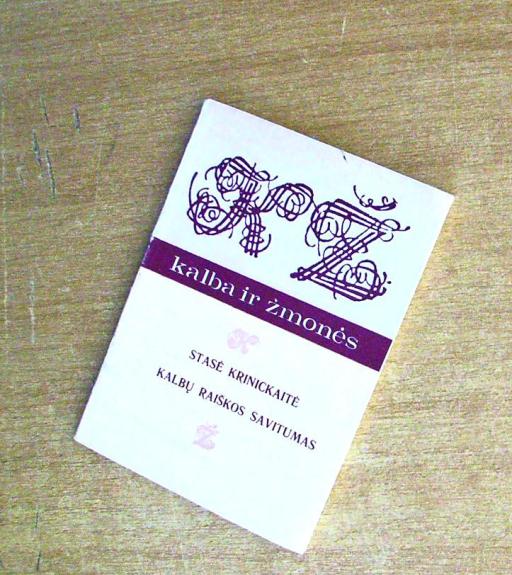 K Ž
kalba ir žmonės
K
STASĖ KRINICKAITĖ
KALBŲ RAIŠKOS SAVITUMAS
Ž